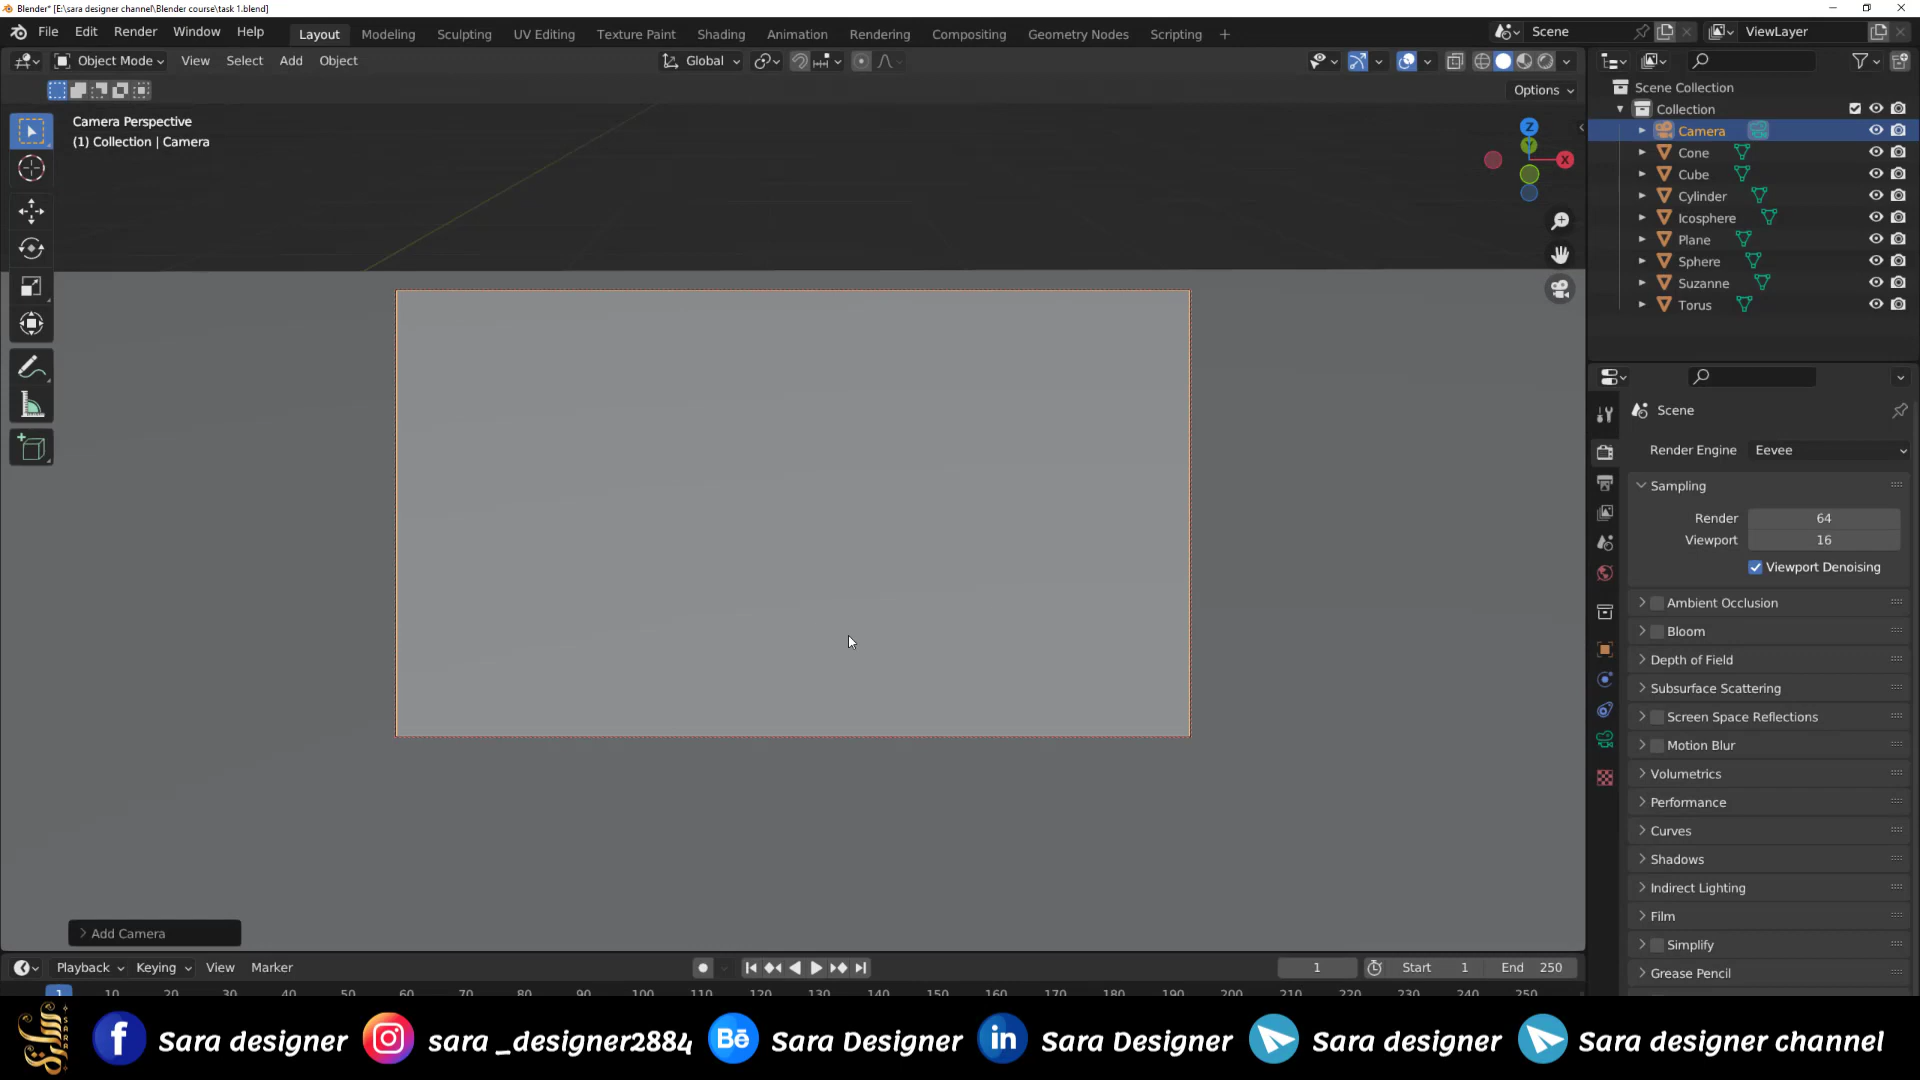 Blender* [E:\sara designer channel\Blender course\task 1.blend]
File Edit Render Window Help Layout Modeling Sculpting UV Editing Texture Paint Shading Animation Rendering Compositing Geometry Nodes Scripting + Scene ViewLayer
Object Mode View Select Add Object Global
Options
Camera Perspective
(1) Collection | Camera
Z
Y
X
Scene Collection
Collection
Camera
Cone
Cube
Cylinder
Icosphere
Plane
Sphere
Suzanne
Torus
Scene
Render Engine Eevee
Sampling
Render 64
Viewport 16
Viewport Denoising
Ambient Occlusion
Bloom
Depth of Field
Subsurface Scattering
Screen Space Reflections
Motion Blur
Volumetrics
Performance
Curves
Shadows
Indirect Lighting
Film
Simplify
Grease Pencil
Add Camera
Playback Keying View Marker 1 Start 1 End 250
1 10 20 30 40 50 60 70 80 90 100 110 120 130 140 150 160 170 180 190 200 210 220 230 240 250
Sara designer sara _designer2884 Bē Sara Designer in Sara Designer Sara designer Sara designer channel